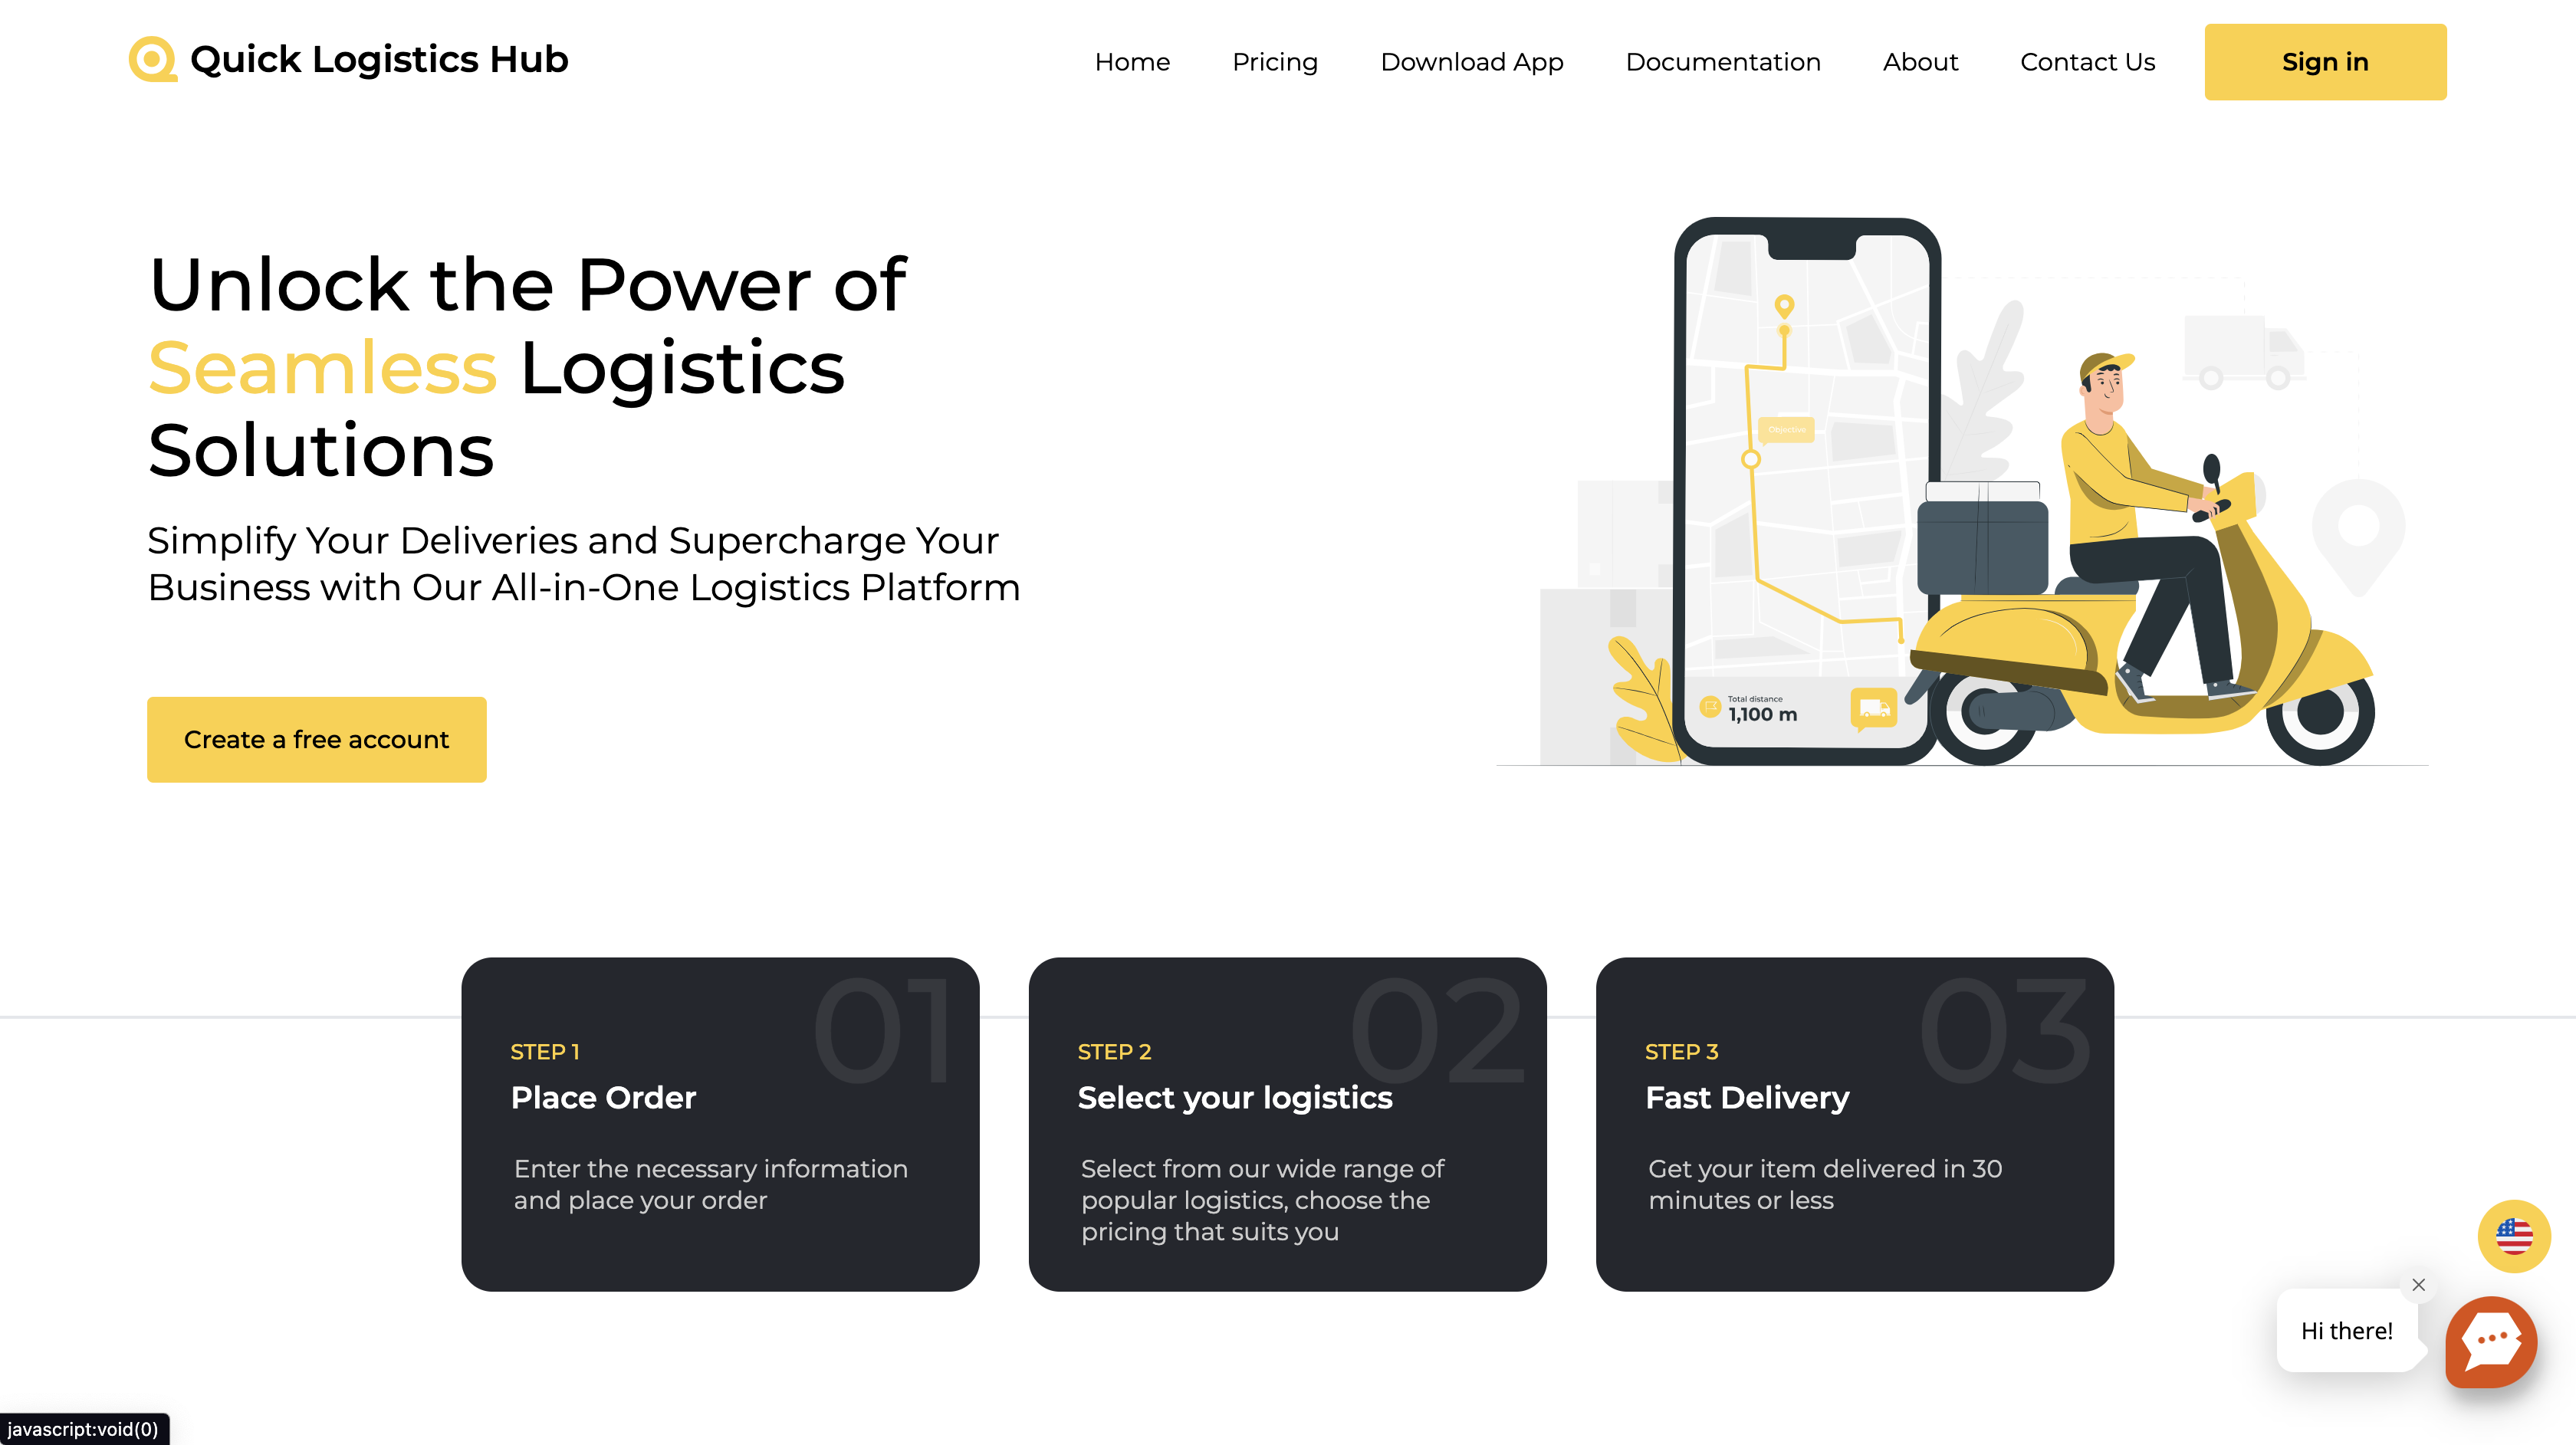 Quick Logistics Hub
Home
Pricing
Download App
Documentation
About
Contact Us
Sign in
Unlock the Power of
Seamless Logistics
Solutions
Simplify Your Deliveries and Supercharge Your
Business with Our All-in-One Logistics Platform
Create a free account
Objective
Total distance
1,100 m
01
STEP 1
Place Order
Enter the necessary information
and place your order
02
STEP 2
Select your logistics
Select from our wide range of
popular logistics, choose the
pricing that suits you
03
STEP 3
Fast Delivery
Get your item delivered in 30
minutes or less
Hi there!
javascript:void(0)